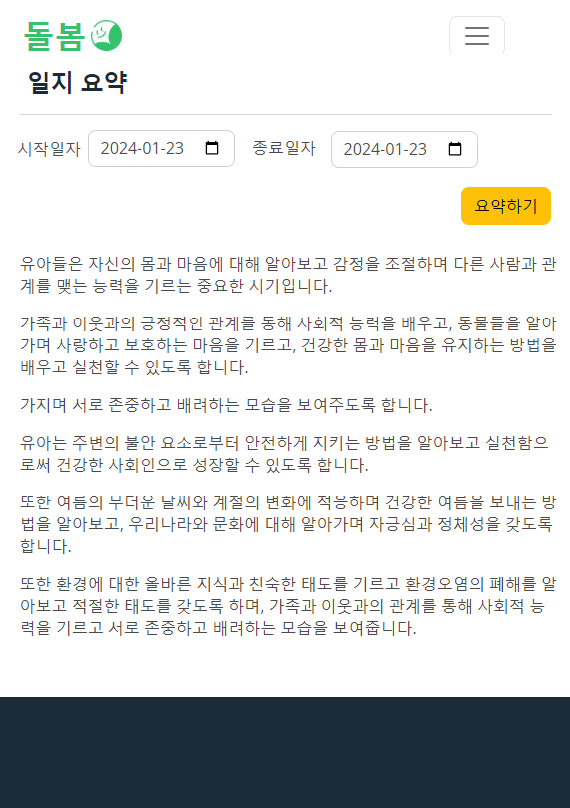 돌봄
일지 요약
시작일자 2024-01-23 종료일자 2024-01-23
요약하기
유아들은 자신의 몸과 마음에 대해 알아보고 감정을 조절하며 다른 사람과 관
계를 맺는 능력을 기르는 중요한 시기입니다.
가족과 이웃과의 긍정적인 관계를 통해 사회적 능력을 배우고, 동물들을 알아
가며 사랑하고 보호하는 마음을 기르고, 건강한 몸과 마음을 유지하는 방법을
배우고 실천할 수 있도록 합니다.
가지며 서로 존중하고 배려하는 모습을 보여주도록 합니다.
유아는 주변의 불안 요소로부터 안전하게 지키는 방법을 알아보고 실천함으
로써 건강한 사회인으로 성장할 수 있도록 합니다.
또한 여름의 무더운 날씨와 계절의 변화에 적응하며 건강한 여름을 보내는 방
법을 알아보고, 우리나라와 문화에 대해 알아가며 자긍심과 정체성을 갖도록
합니다.
또한 환경에 대한 올바른 지식과 친숙한 태도를 기르고 환경오염의 폐해를 알
아보고 적절한 태도를 갖도록 하며, 가족과 이웃과의 관계를 통해 사회적 능
력을 기르고 서로 존중하고 배려하는 모습을 보여줍니다.